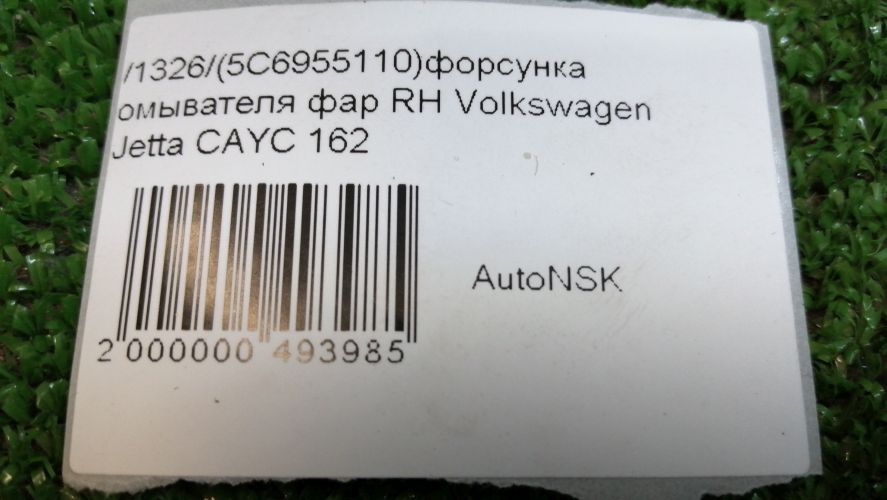 /1326/(5C6955110)форсунка
омывателя фар RH Volkswagen
Jetta CAYC 162
AutoNSK
2 000000 493985